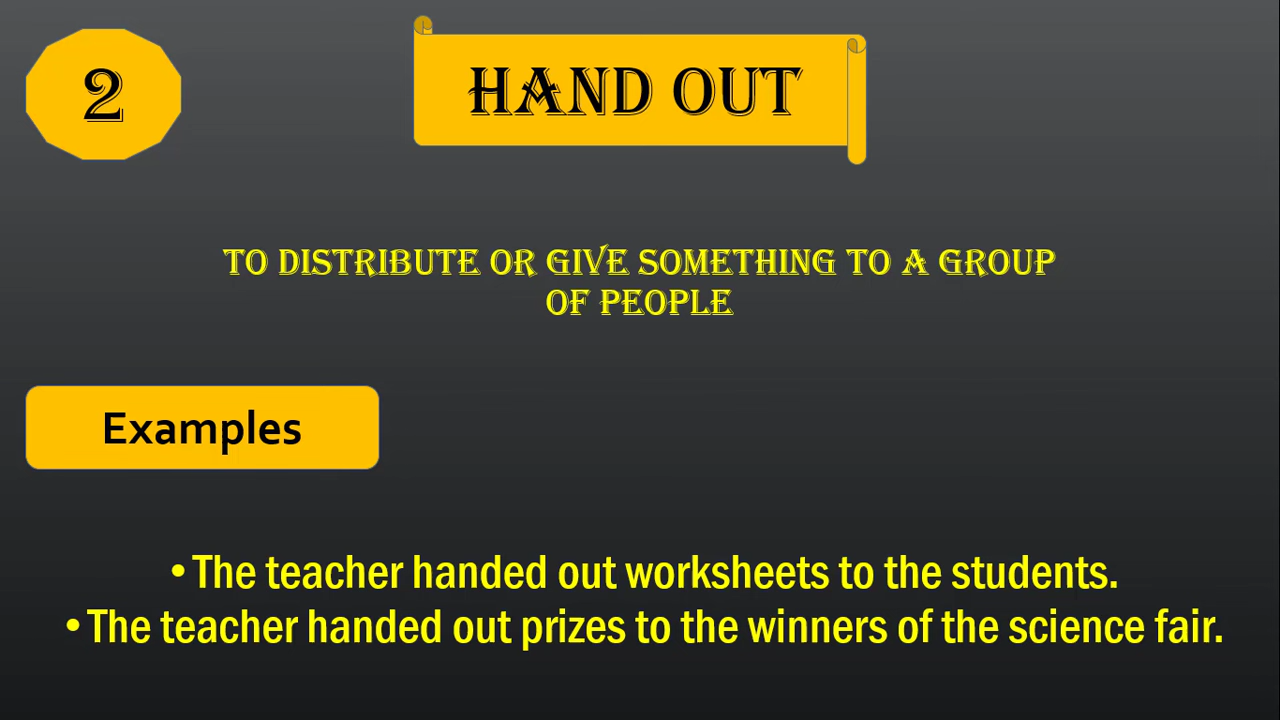 2
HAND OUT
TO DISTRIBUTE OR GIVE SOMETHING TO A GROUP
OF PEOPLE
Examples
•The teacher handed out worksheets to the students.
•The teacher handed out prizes to the winners of the science fair.